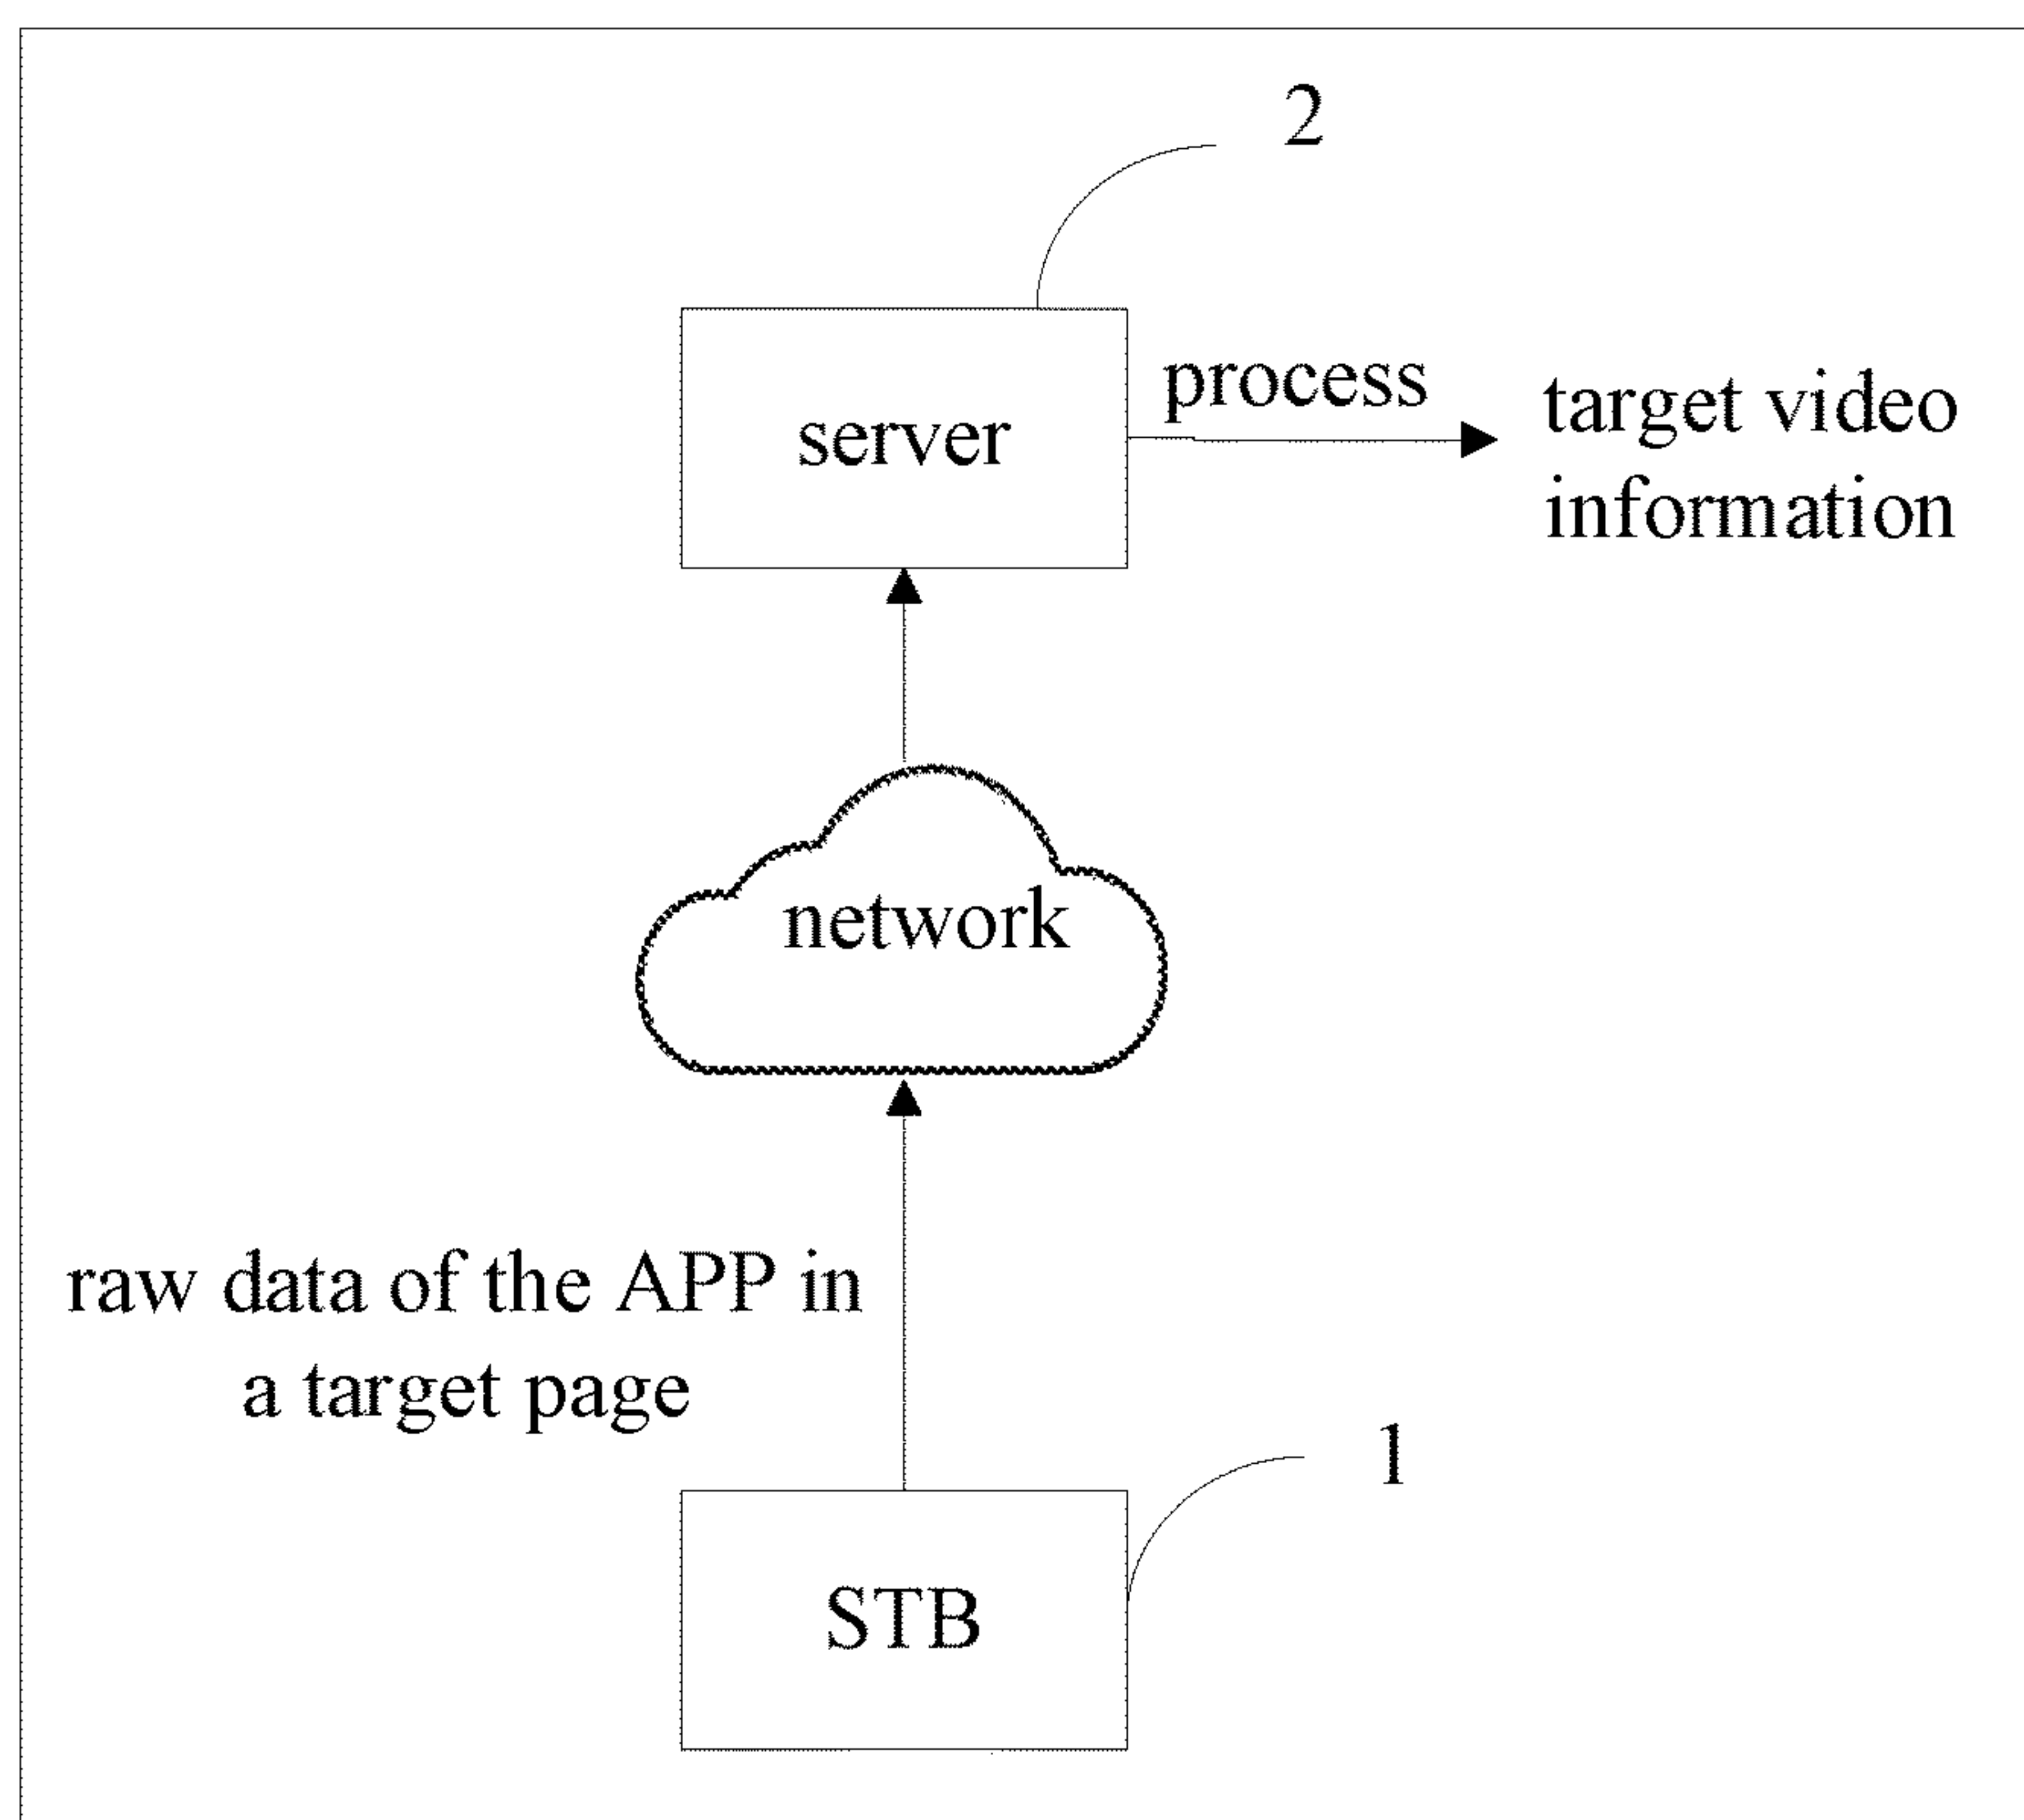 2
process
server
target video
information
network
raw data of the APP in
a target page
1
STB